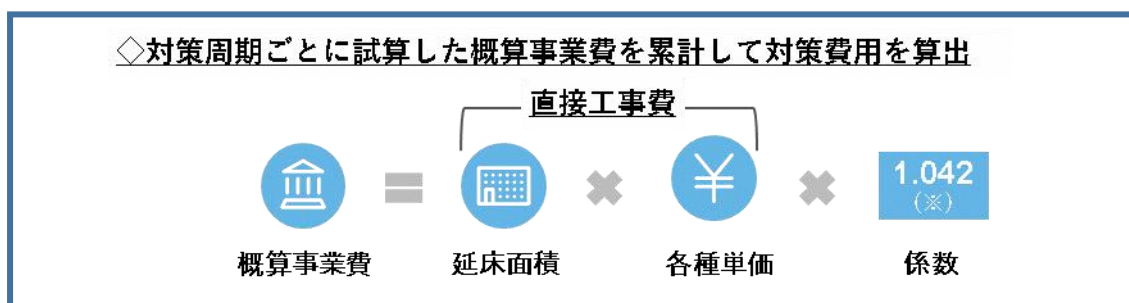 ◇対策周期ごとに試算した概算事業費を累計して対策費用を算出
直接工事費
¥
1.042
(※)
概算事業費
延床面積
各種単価
係数